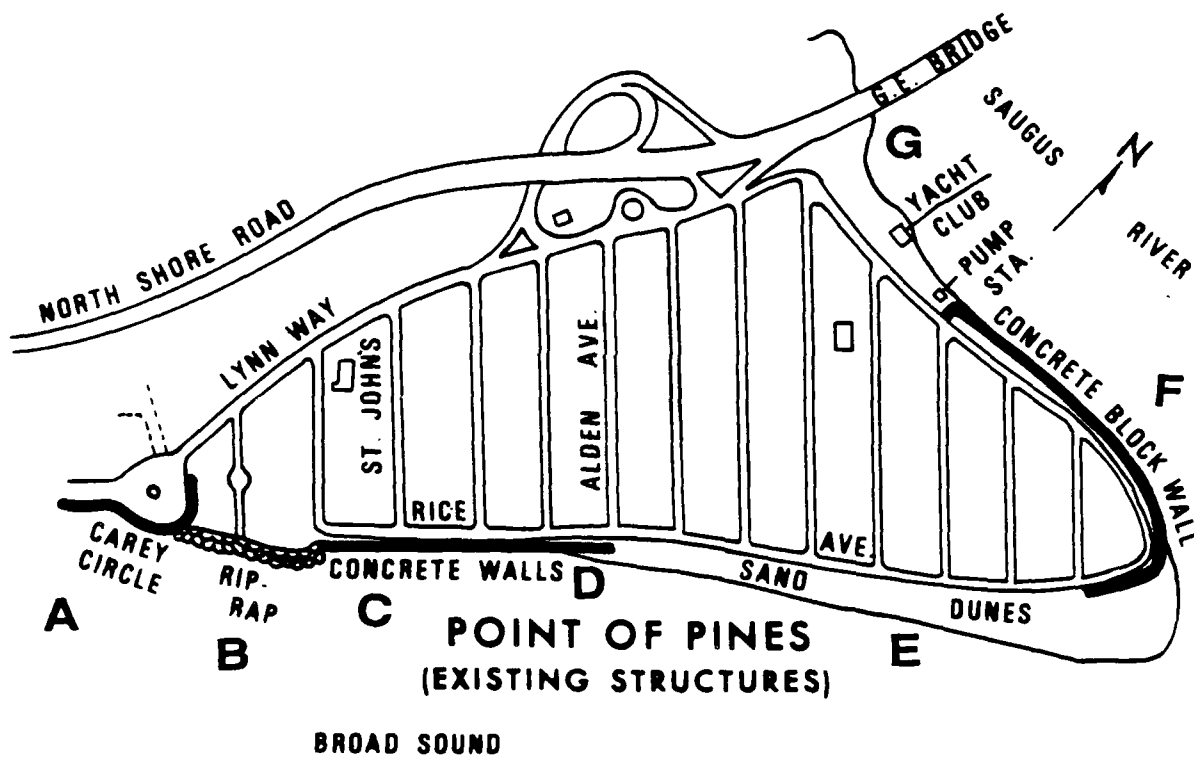 G.E. BRIDGE
SAUGUS
RIVER
N
G
YACHT
CLUB
PUMP
STA.
NORTH SHORE ROAD
LYNN WAY
ST. JOHN'S
ALDEN AVE.
CONCRETE BLOCK WALL
F
RICE
AVE.
CAREY
CIRCLE
RIP-
RAP
CONCRETE WALLS
SAND
DUNES
A
B
C
D
E
POINT OF PINES
(EXISTING STRUCTURES)
BROAD SOUND